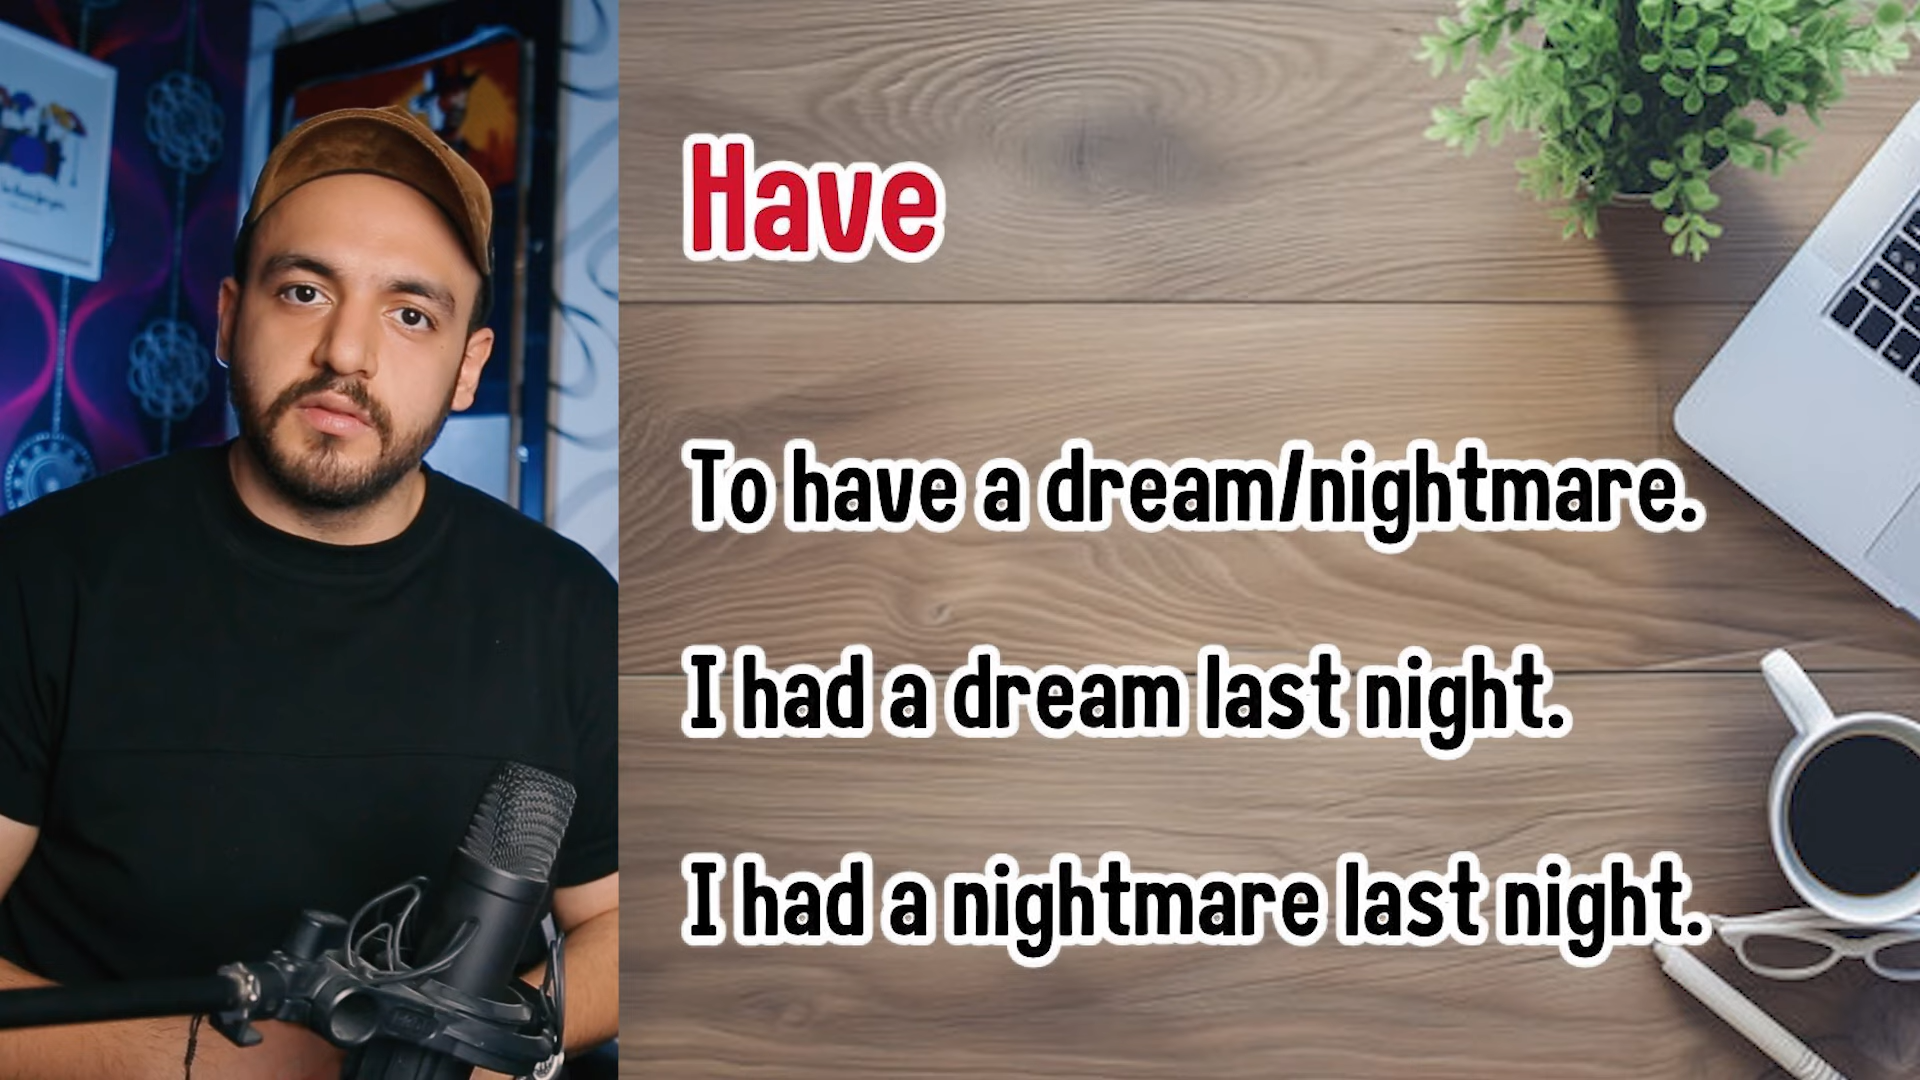 Have
To have a dream/nightmare.
I had a dream last night.
I had a nightmare last night.